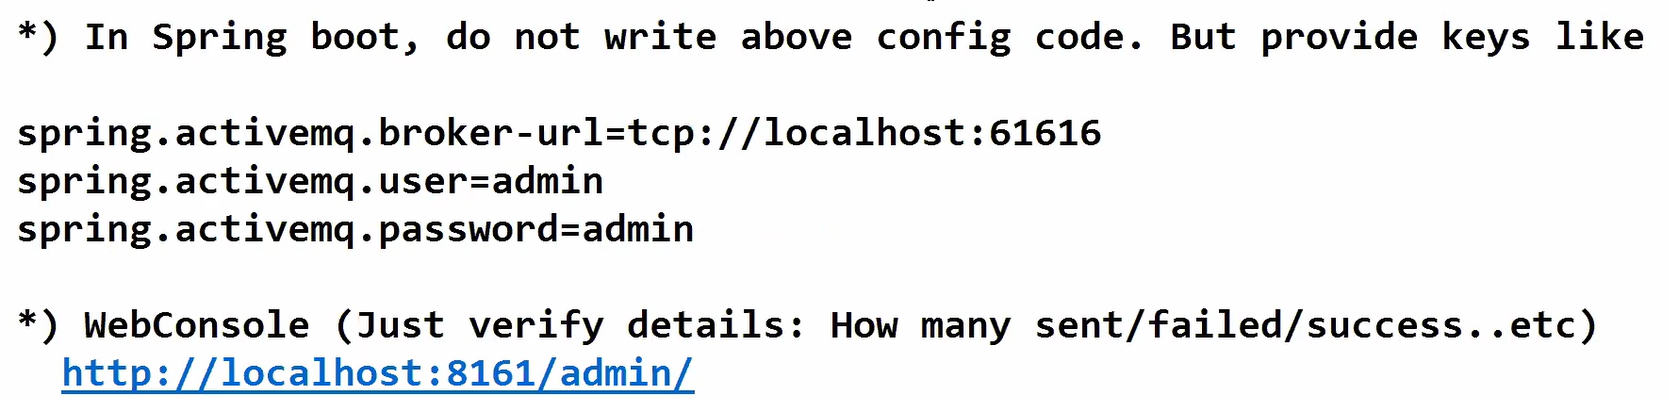 *) In Spring boot, do not write above config code. But provide keys like
spring.activemq.broker-url=tcp://localhost:61616
spring.activemq.user=admin
spring.activemq.password=admin
*) WebConsole (Just verify details: How many sent/failed/success..etc)
http://localhost:8161/admin/